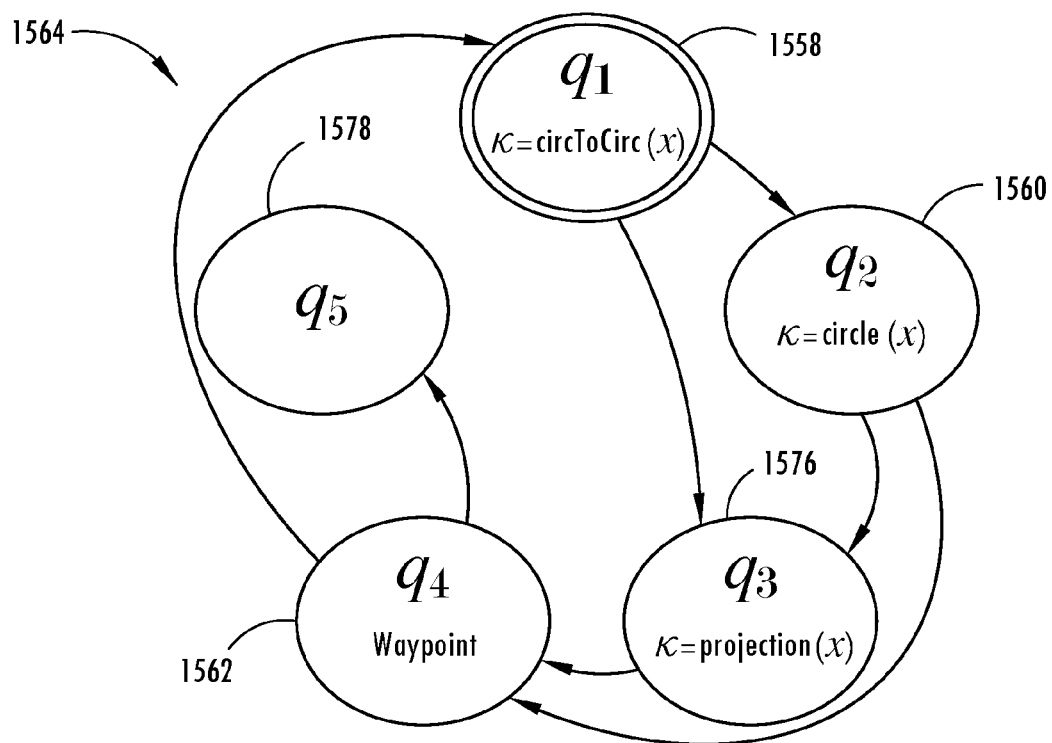 1564
1558
q1
κ=circToCirc(x)
1578
1560
q2
κ=circle(x)
q5
1576
q4
Waypoint
q3
κ=projection(x)
1562